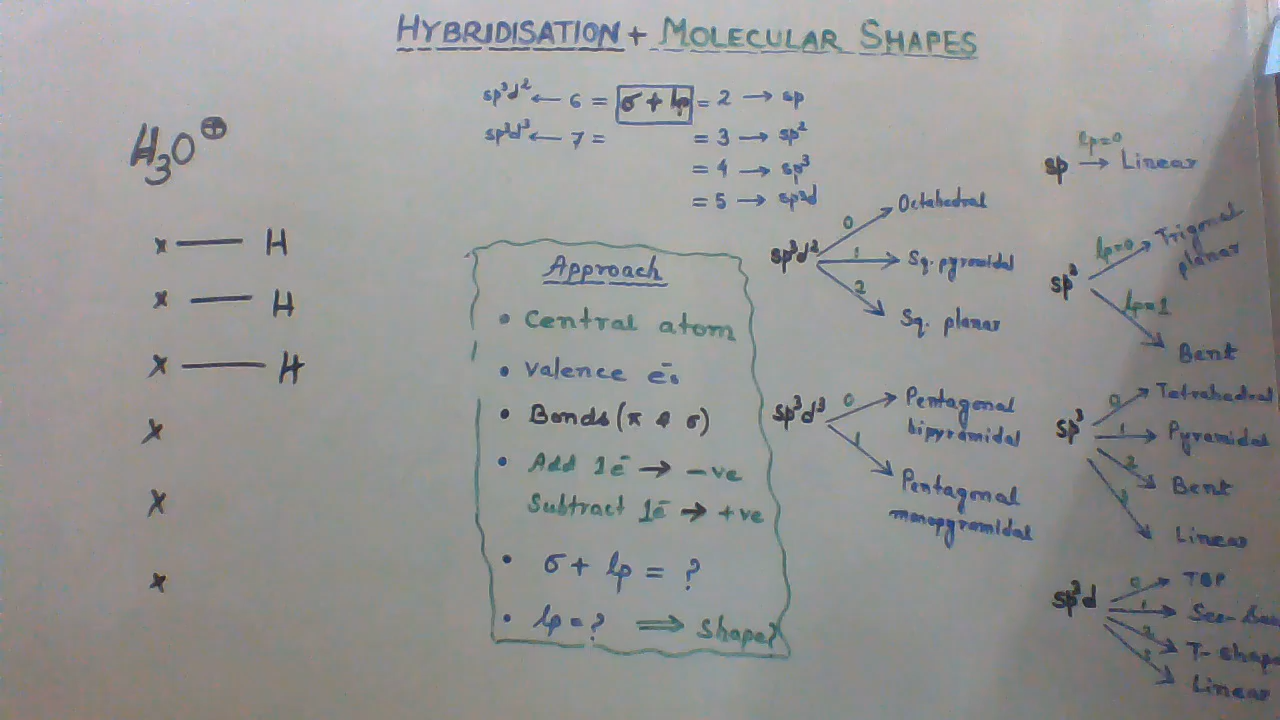 HYBRIDISATION + MOLECULAR SHAPES
sp³d² ← 6 = σ + lp = 2 → sp
sp³d³ ← 7 = = 3 → sp²
= 4 → sp³
= 5 → sp³d
H₃O⊕
x — H
x — H
x — H
x
x
x
Approach
• Central atom
• Valence e⁻s
• Bonds (π & σ)
• Add 1e⁻ → -ve
Subtract 1e⁻ → +ve
• σ + lp = ?
• lp = ? ⇒ Shape?
sp³d²
0 Octahedral
1 Sq. pyramidal
2 Sq. planar
sp³d³
0 Pentagonal
bipyramidal
1 Pentagonal
monopyramidal
lp=0
sp → Linear
sp²
lp=0 Trigonal
planar
lp=1
Bent
sp³
0 Tetrahedral
1 Pyramidal
2 Bent
3 Linear
sp³d
0 TBP
1 See-
2 T-shape
3 Linear